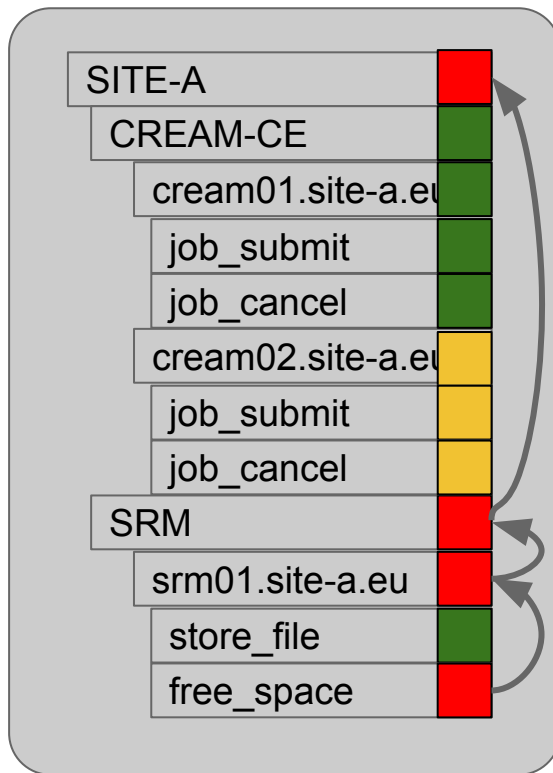 SITE-A
CREAM-CE
cream01.site-a.eu
job_submit
job_cancel
cream02.site-a.eu
job_submit
job_cancel
SRM
srm01.site-a.eu
store_file
free_space